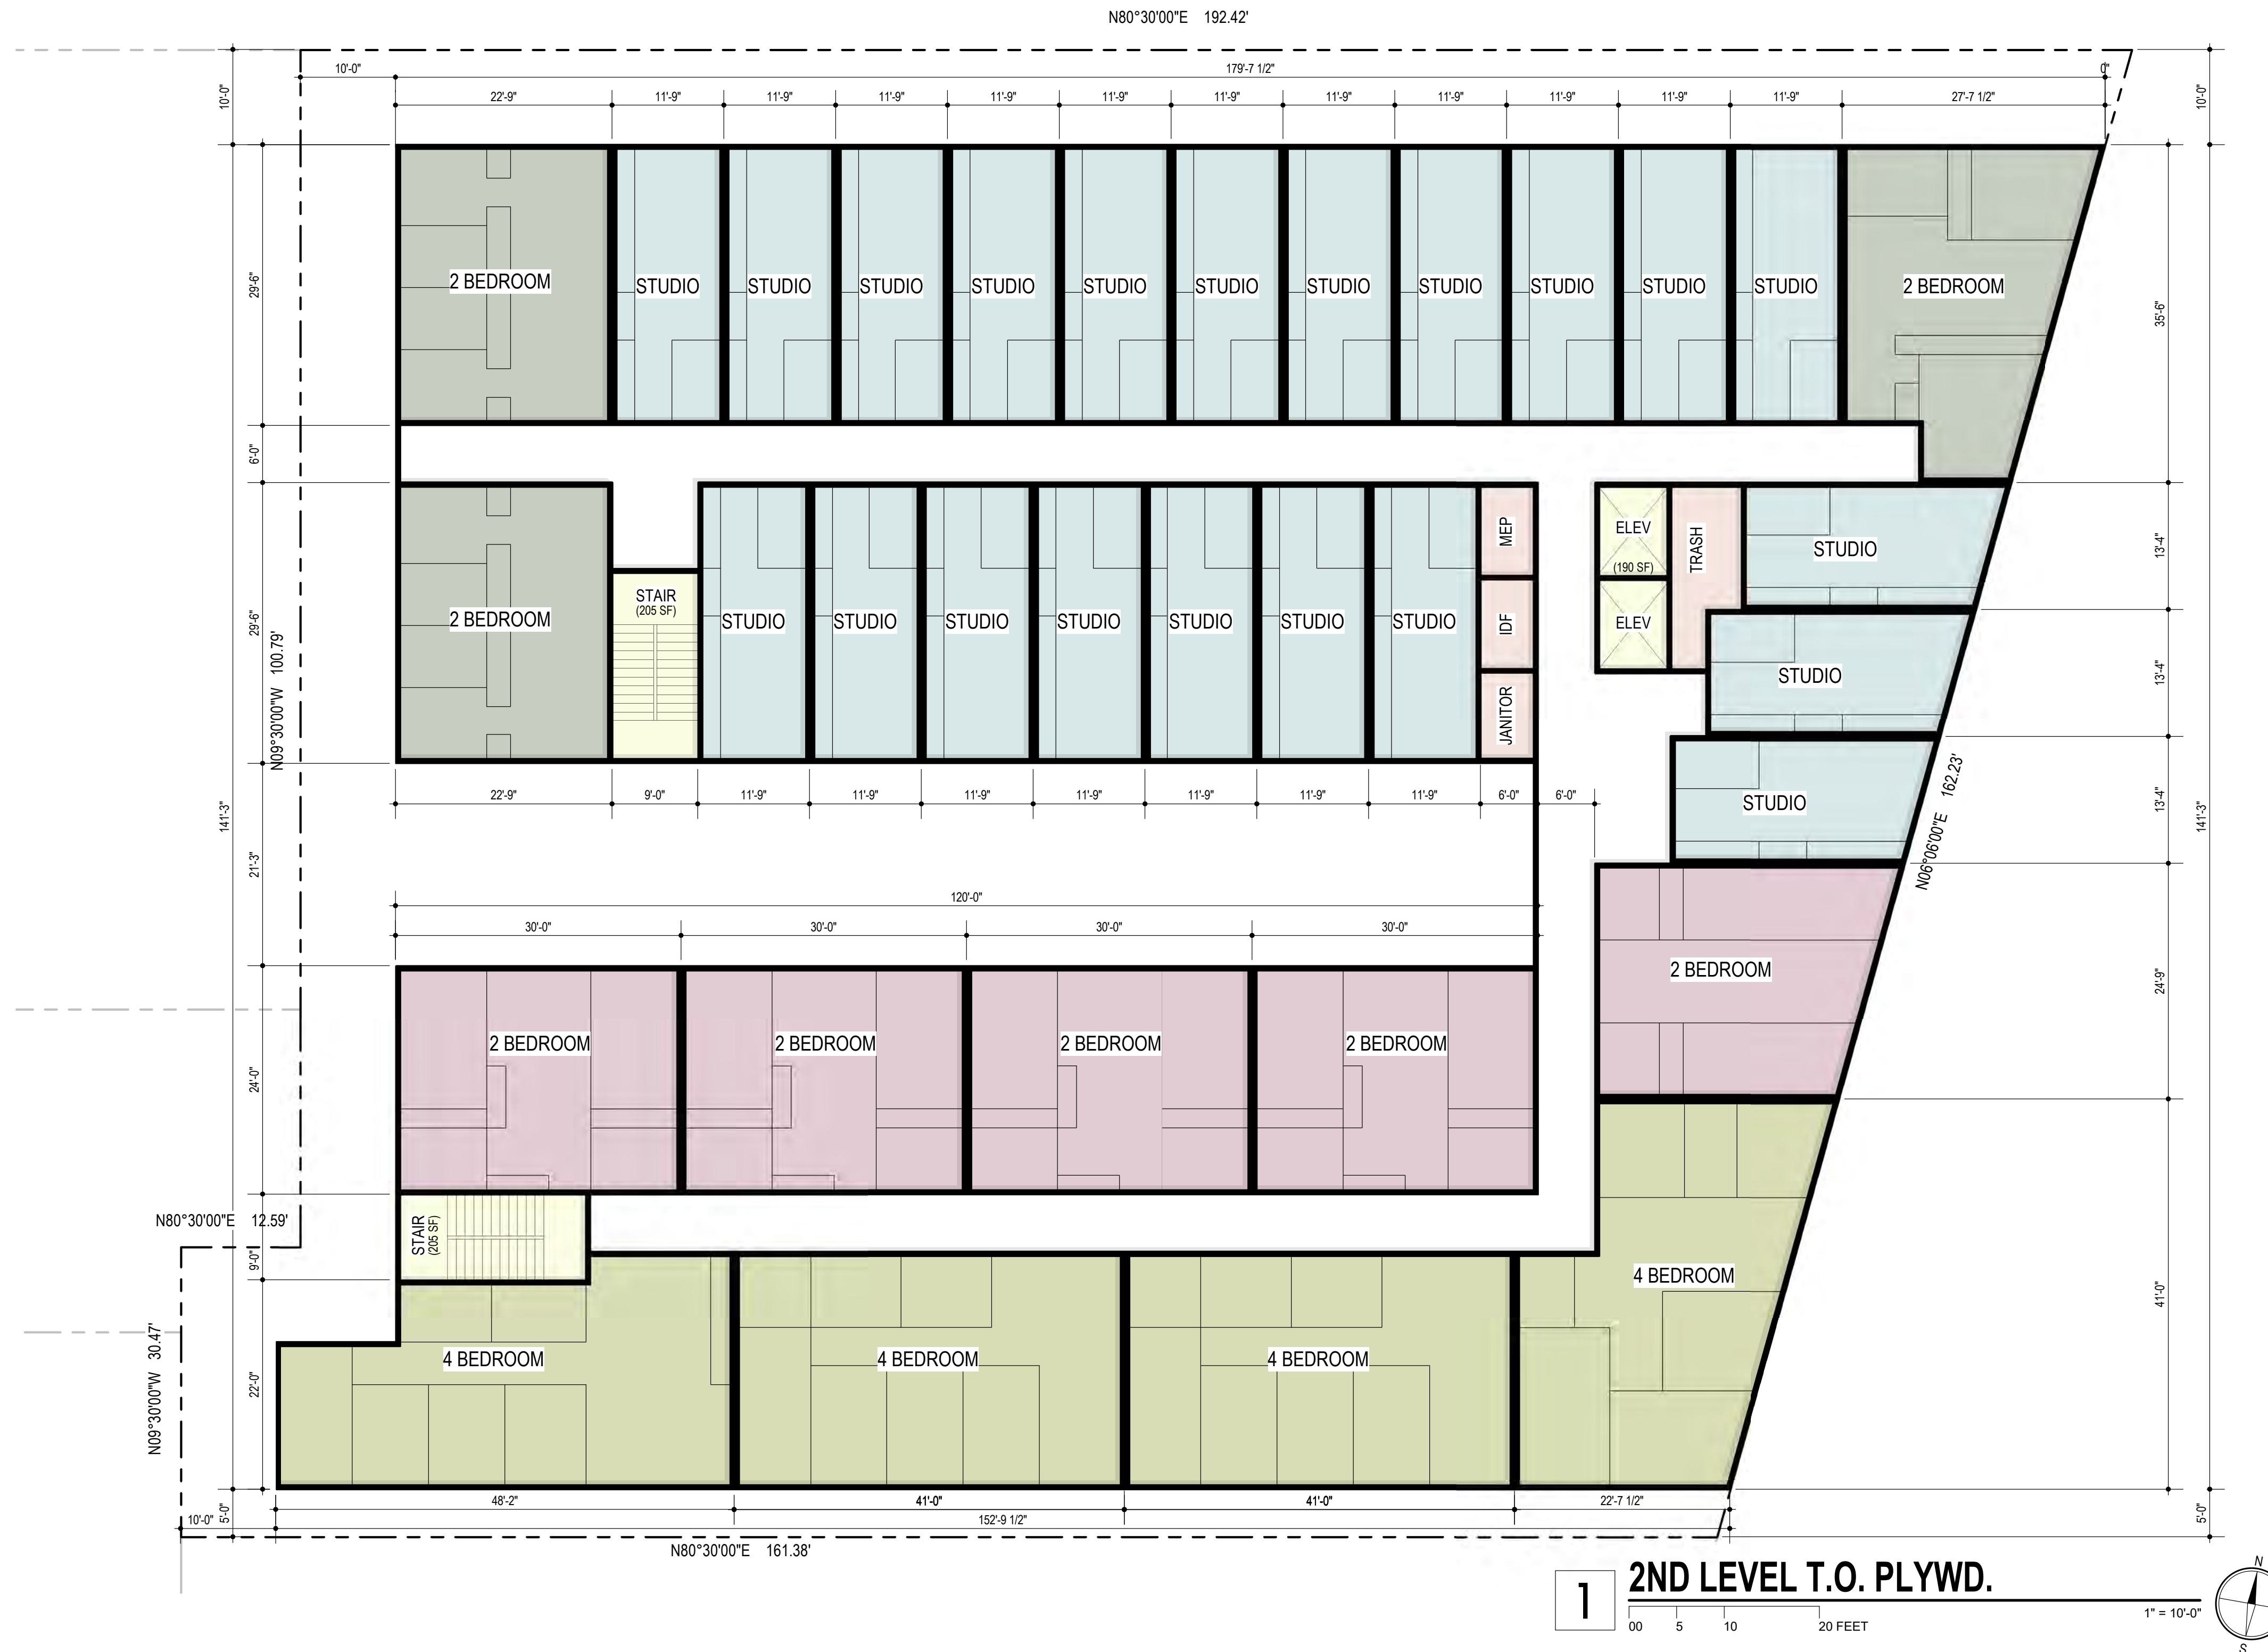 N80°30'00"E 192.42'
10'-0" 179'-7 1/2" 0"
10'-0" 22'-9" 11'-9" 11'-9" 11'-9" 11'-9" 11'-9" 11'-9" 11'-9" 11'-9" 11'-9" 11'-9" 11'-9" 27'-7 1/2" 10'-0"
29'-6" 2 BEDROOM STUDIO STUDIO STUDIO STUDIO STUDIO STUDIO STUDIO STUDIO STUDIO STUDIO STUDIO 2 BEDROOM 35'-6"
6'-0"
MEP ELEV TRASH STUDIO 13'-4"
(190 SF)
STAIR
(205 SF)
29'-6" 2 BEDROOM STUDIO STUDIO STUDIO STUDIO STUDIO STUDIO STUDIO IDF ELEV
STUDIO 13'-4"
N09°30'00"W 100.79'
JANITOR
22'-9" 9'-0" 11'-9" 11'-9" 11'-9" 11'-9" 11'-9" 11'-9" 11'-9" 6'-0" 6'-0" STUDIO 13'-4"
141'-3" 141'-3"
N06°06'00"E 162.23'
21'-3"
120'-0"
30'-0" 30'-0" 30'-0" 30'-0"
2 BEDROOM 24'-9"
2 BEDROOM 2 BEDROOM 2 BEDROOM 2 BEDROOM
24'-0"
N80°30'00"E 12.59'
STAIR
(205 SF)
9'-0"
4 BEDROOM 41'-0"
N09°30'00"W 30.47'
22'-0" 4 BEDROOM 4 BEDROOM 4 BEDROOM
48'-2" 41'-0" 41'-0" 22'-7 1/2"
10'-0" 5'-0" 152'-9 1/2" 5'-0"
N80°30'00"E 161.38'
1 2ND LEVEL T.O. PLYWD.
00 5 10 20 FEET
1" = 10'-0"
N
S